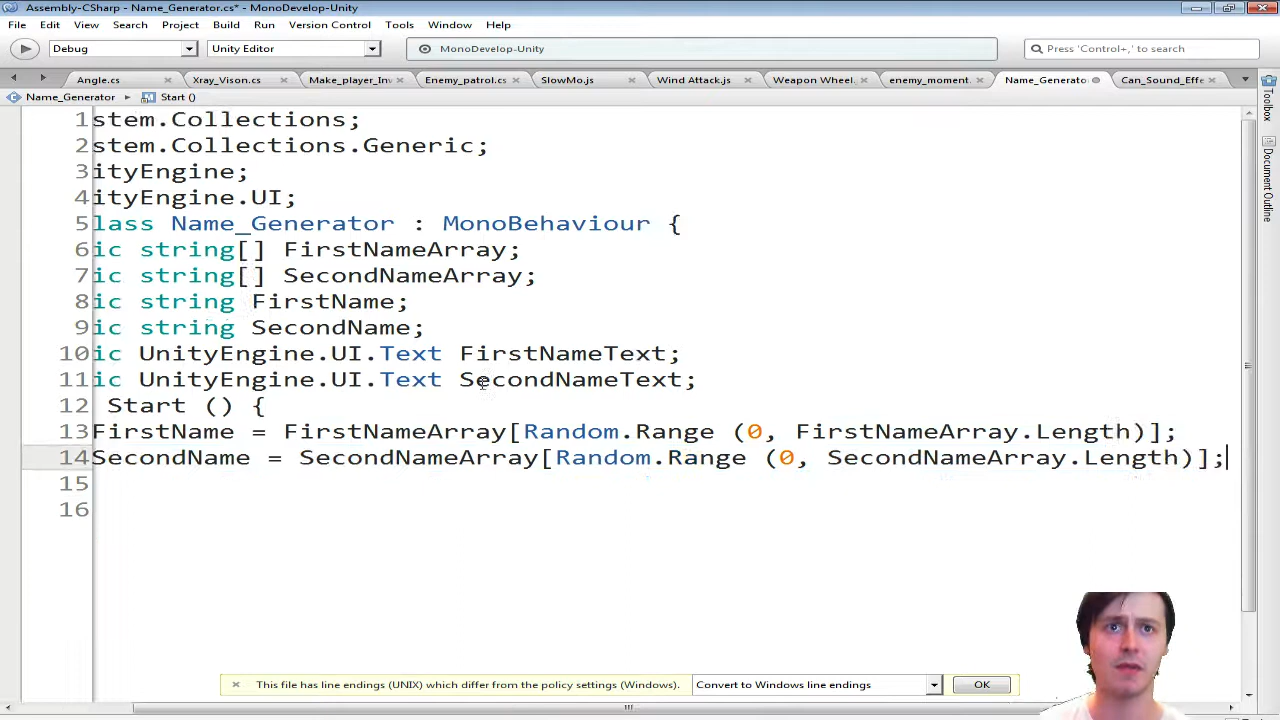 Assembly-CSharp - Name_Generator.cs* - MonoDevelop-Unity
File Edit View Search Project Build Run Version Control Tools Window Help
Debug Unity Editor MonoDevelop-Unity Press 'Control+,' to search
Angle.cs Xray_Vison.cs Make_player_Inv Enemy_patrol.cs SlowMo.js Wind Attack.js Weapon Wheel. enemy_moment. Name_Generato Can_Sound_Effe
Name_Generator Start ()
Toolbox
Document Outline
1stem.Collections;
2stem.Collections.Generic;
3ityEngine;
4ityEngine.UI;
5lass Name_Generator : MonoBehaviour {
6ic string[] FirstNameArray;
7ic string[] SecondNameArray;
8ic string FirstName;
9ic string SecondName;
10ic UnityEngine.UI.Text FirstNameText;
11ic UnityEngine.UI.Text SecondNameText;
12 Start () {
13FirstName = FirstNameArray[Random.Range (0, FirstNameArray.Length)];
14SecondName = SecondNameArray[Random.Range (0, SecondNameArray.Length)];
15
16
This file has line endings (UNIX) which differ from the policy settings (Windows). Convert to Windows line endings OK